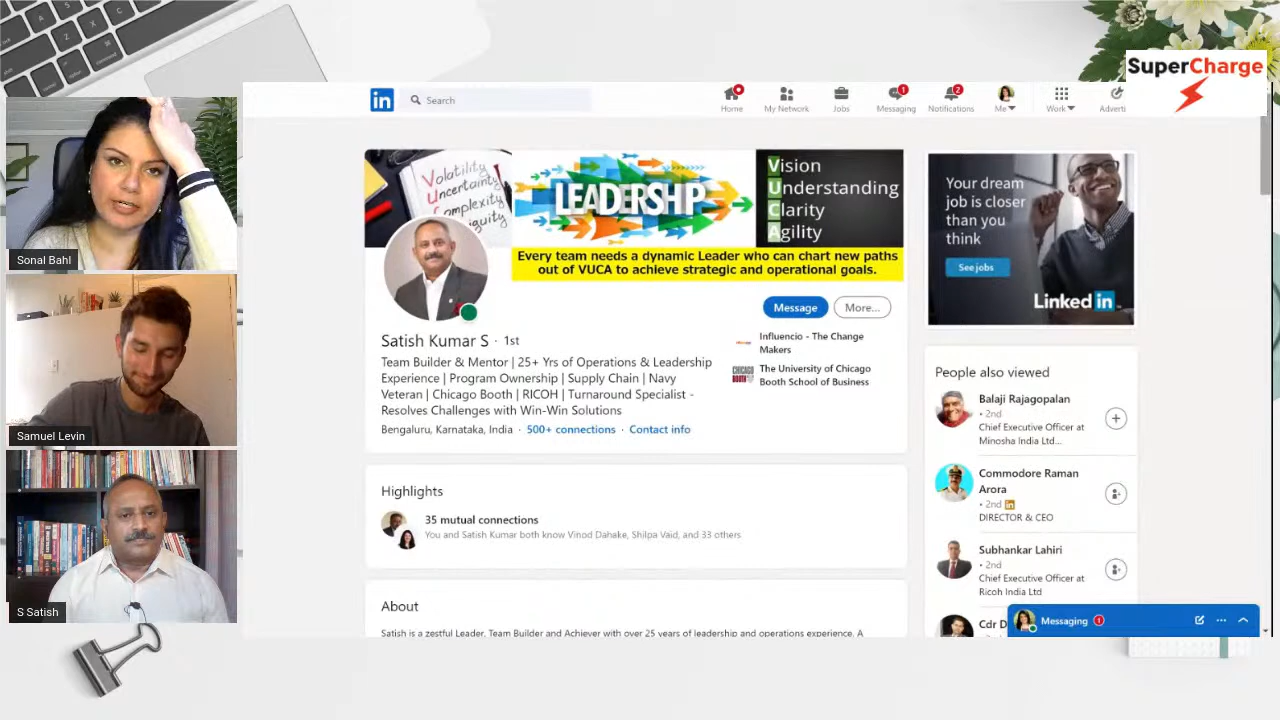 SuperCharge
in
Search
Home
My Network
Jobs
1
Messaging
2
Notifications
Me
Work
Adverti
Volatility
Uncertainty
Complexity
LEADERSHIP
Vision
Understanding
Clarity
Agility
Every team needs a dynamic Leader who can chart new paths
out of VUCA to achieve strategic and operational goals.
Message
More...
Satish Kumar S · 1st
Team Builder & Mentor | 25+ Yrs of Operations & Leadership
Experience | Program Ownership | Supply Chain | Navy
Veteran | Chicago Booth | RICOH | Turnaround Specialist -
Resolves Challenges with Win-Win Solutions
Bengaluru, Karnataka, India · 500+ connections · Contact info
Influencio - The Change
Makers
CHICAGO
BOOTH
The University of Chicago
Booth School of Business
Highlights
35 mutual connections
You and Satish Kumar both know Vinod Dahake, Shilpa Vaid, and 33 others
About
Satish is a zestful Leader, Team Builder and Achiever with over 25 years of leadership and operations experience. A
Your dream
job is closer
than you
think
See jobs
Linked in
People also viewed
Balaji Rajagopalan
• 2nd
Chief Executive Officer at
Minosha India Ltd...
Commodore Raman
Arora
• 2nd in
DIRECTOR & CEO
Subhankar Lahiri
• 2nd
Chief Executive Officer at
Ricoh India Ltd
Cdr D
Messaging 1
Sonal Bahl
Samuel Levin
S Satish